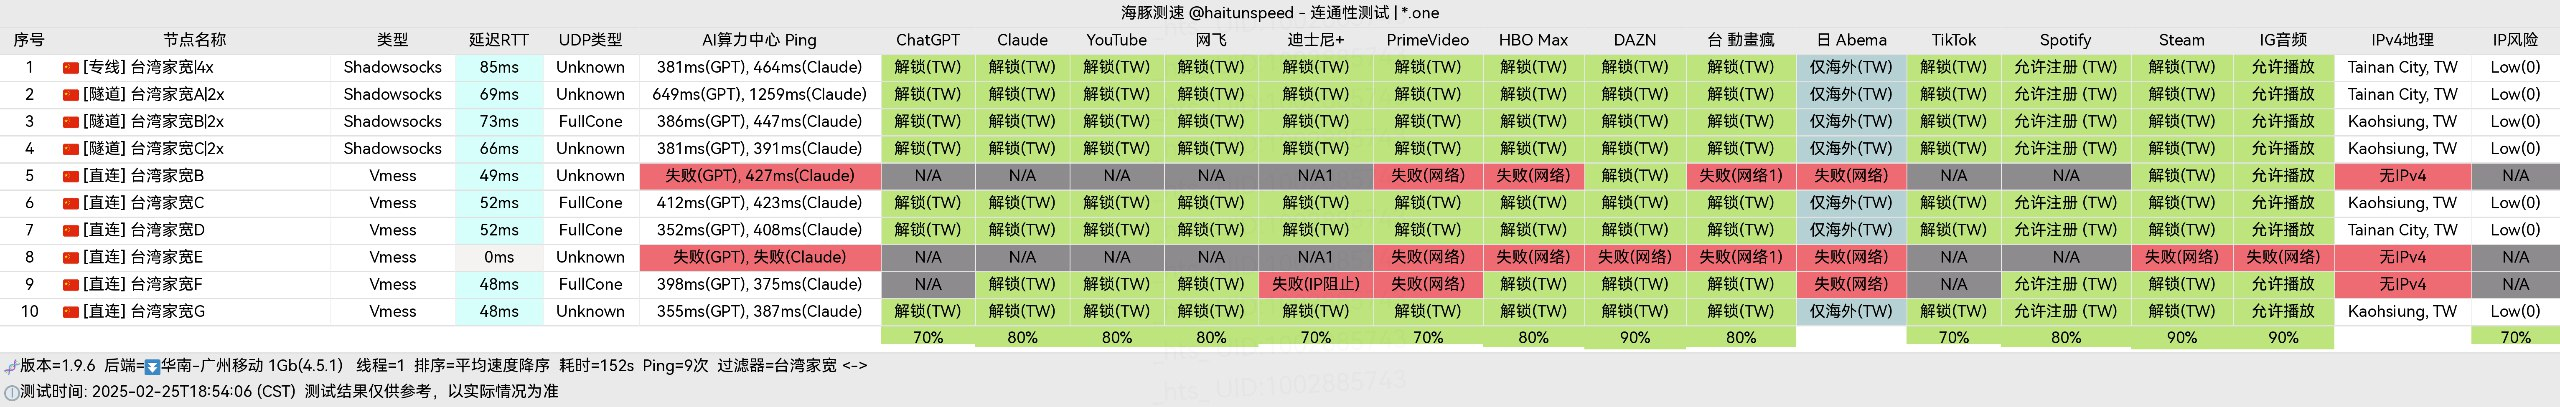 海豚测速 @haitunspeed - 连通性测试 | *.one
序号 节点名称 类型 延迟RTT UDP类型 AI算力中心 Ping ChatGPT Claude YouTube 网飞 迪士尼+ PrimeVideo HBO Max DAZN 台 動畫瘋 日 Abema TikTok Spotify Steam IG音频 IPv4地理 IP风险
1 🇨🇳 [专线] 台湾家宽|4x Shadowsocks 85ms Unknown 381ms(GPT), 464ms(Claude) 解锁(TW) 解锁(TW) 解锁(TW) 解锁(TW) 解锁(TW) 解锁(TW) 解锁(TW) 解锁(TW) 解锁(TW) 仅海外(TW) 解锁(TW) 允许注册 (TW) 解锁(TW) 允许播放 Tainan City, TW Low(0)
2 🇨🇳 [隧道] 台湾家宽A|2x Shadowsocks 69ms Unknown 649ms(GPT), 1259ms(Claude) 解锁(TW) 解锁(TW) 解锁(TW) 解锁(TW) 解锁(TW) 解锁(TW) 解锁(TW) 解锁(TW) 解锁(TW) 仅海外(TW) 解锁(TW) 允许注册 (TW) 解锁(TW) 允许播放 Tainan City, TW Low(0)
3 🇨🇳 [隧道] 台湾家宽B|2x Shadowsocks 73ms FullCone 386ms(GPT), 447ms(Claude) 解锁(TW) 解锁(TW) 解锁(TW) 解锁(TW) 解锁(TW) 解锁(TW) 解锁(TW) 解锁(TW) 解锁(TW) 仅海外(TW) 解锁(TW) 允许注册 (TW) 解锁(TW) 允许播放 Kaohsiung, TW Low(0)
4 🇨🇳 [隧道] 台湾家宽C|2x Shadowsocks 66ms Unknown 381ms(GPT), 391ms(Claude) 解锁(TW) 解锁(TW) 解锁(TW) 解锁(TW) 解锁(TW) 解锁(TW) 解锁(TW) 解锁(TW) 解锁(TW) 仅海外(TW) 解锁(TW) 允许注册 (TW) 解锁(TW) 允许播放 Kaohsiung, TW Low(0)
5 🇨🇳 [直连] 台湾家宽B Vmess 49ms Unknown 失败(GPT), 427ms(Claude) N/A N/A N/A N/A N/A1 失败(网络) 失败(网络) 解锁(TW) 失败(网络1) 失败(网络) N/A N/A 解锁(TW) 允许播放 无IPv4 N/A
6 🇨🇳 [直连] 台湾家宽C Vmess 52ms FullCone 412ms(GPT), 423ms(Claude) 解锁(TW) 解锁(TW) 解锁(TW) 解锁(TW) 解锁(TW) 解锁(TW) 解锁(TW) 解锁(TW) 解锁(TW) 仅海外(TW) 解锁(TW) 允许注册 (TW) 解锁(TW) 允许播放 Kaohsiung, TW Low(0)
7 🇨🇳 [直连] 台湾家宽D Vmess 52ms FullCone 352ms(GPT), 408ms(Claude) 解锁(TW) 解锁(TW) 解锁(TW) 解锁(TW) 解锁(TW) 解锁(TW) 解锁(TW) 解锁(TW) 解锁(TW) 仅海外(TW) 解锁(TW) 允许注册 (TW) 解锁(TW) 允许播放 Tainan City, TW Low(0)
8 🇨🇳 [直连] 台湾家宽E Vmess 0ms Unknown 失败(GPT), 失败(Claude) N/A N/A N/A N/A N/A1 失败(网络) 失败(网络) 失败(网络) 失败(网络1) 失败(网络) N/A N/A 失败(网络) 失败(网络) 无IPv4 N/A
9 🇨🇳 [直连] 台湾家宽F Vmess 48ms FullCone 398ms(GPT), 375ms(Claude) N/A 解锁(TW) 解锁(TW) 解锁(TW) 失败(IP阻止) 失败(网络) 解锁(TW) 解锁(TW) 解锁(TW) 失败(网络) N/A 允许注册 (TW) 解锁(TW) 允许播放 无IPv4 N/A
10 🇨🇳 [直连] 台湾家宽G Vmess 48ms Unknown 355ms(GPT), 387ms(Claude) 解锁(TW) 解锁(TW) 解锁(TW) 解锁(TW) 解锁(TW) 解锁(TW) 解锁(TW) 解锁(TW) 解锁(TW) 仅海外(TW) 解锁(TW) 允许注册 (TW) 解锁(TW) 允许播放 Kaohsiung, TW Low(0)
70% 80% 80% 80% 70% 70% 80% 90% 80% 70% 80% 90% 90% 70%
版本=1.9.6 后端=⏬华南-广州移动 1Gb(4.5.1) 线程=1 排序=平均速度降序 耗时=152s Ping=9次 过滤器=台湾家宽 <->
测试时间: 2025-02-25T18:54:06 (CST) 测试结果仅供参考，以实际情况为准
_hts_ UID:1002885743